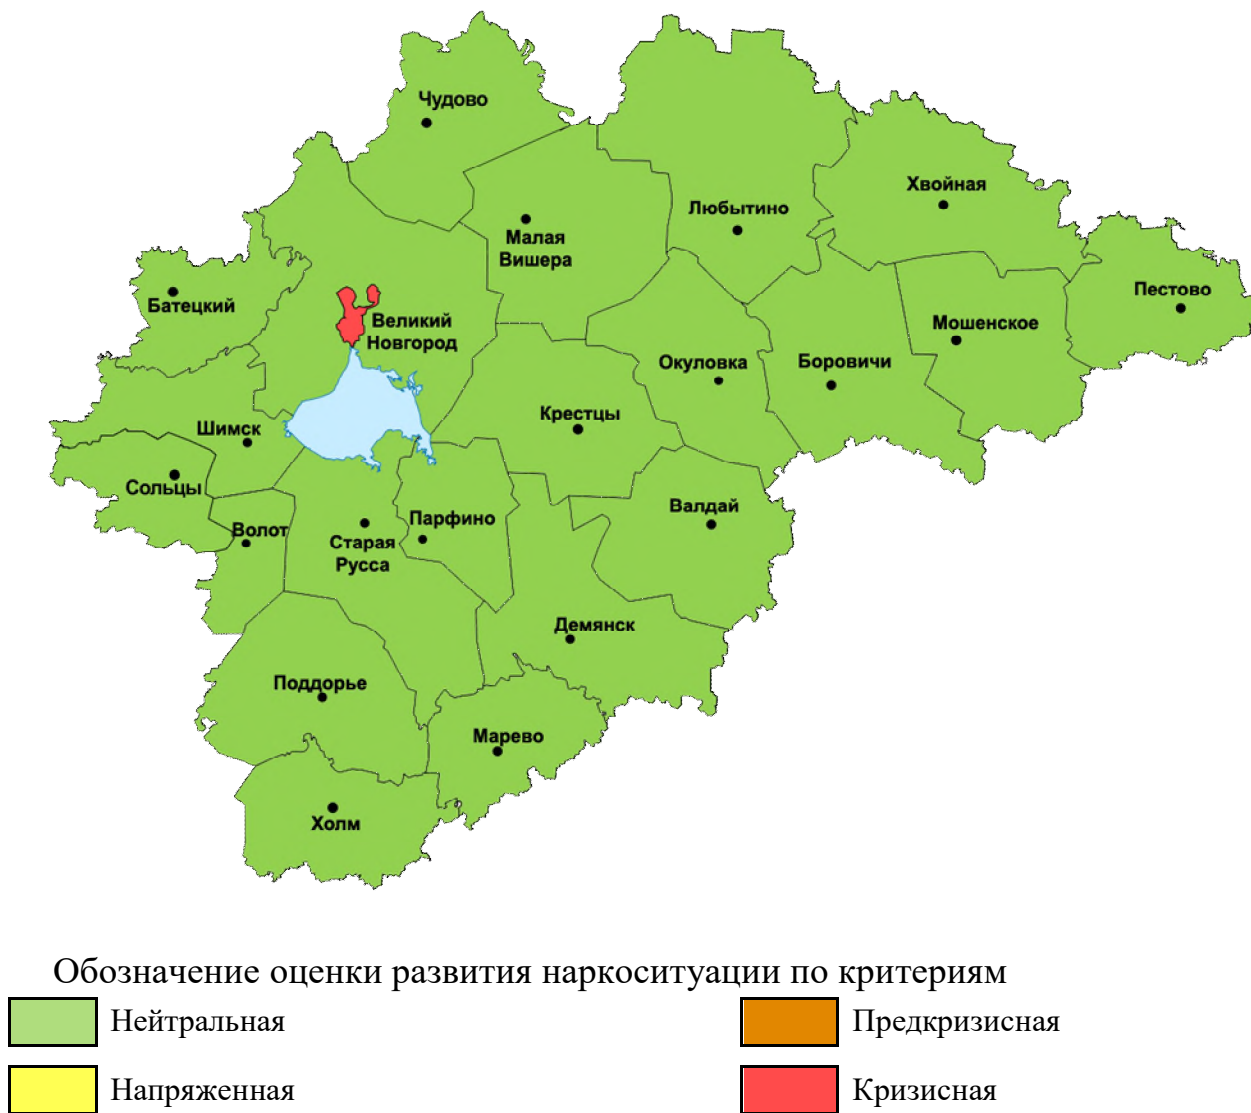 Чудово
Хвойная
Любытино
Малая
Вишера
Пестово
Батецкий
Великий
Новгород
Мошенское
Окуловка
Боровичи
Крестцы
Шимск
Сольцы
Валдай
Парфино
Волот
Старая
Русса
Демянск
Поддорье
Марево
Холм
Обозначение оценки развития наркоситуации по критериям
Нейтральная
Предкризисная
Напряженная
Кризисная